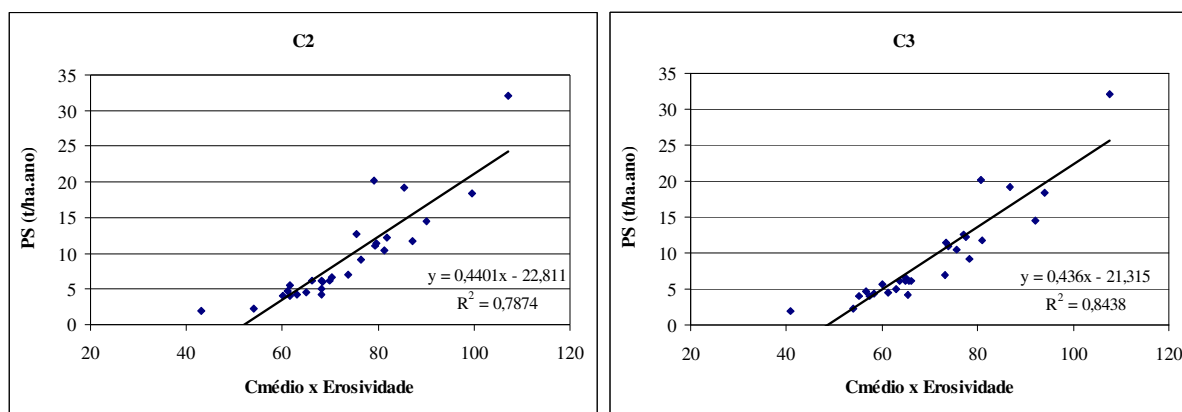 C2
PS (t/ha.ano)
35
30
25
20
15
10
5
0
y = 0,4401x - 22,811
R² = 0,7874
20 40 60 80 100 120
Cmédio x Erosividade
C3
PS (t/ha.ano)
35
30
25
20
15
10
5
0
y = 0,436x - 21,315
R² = 0,8438
20 40 60 80 100 120
Cmédio x Erosividade